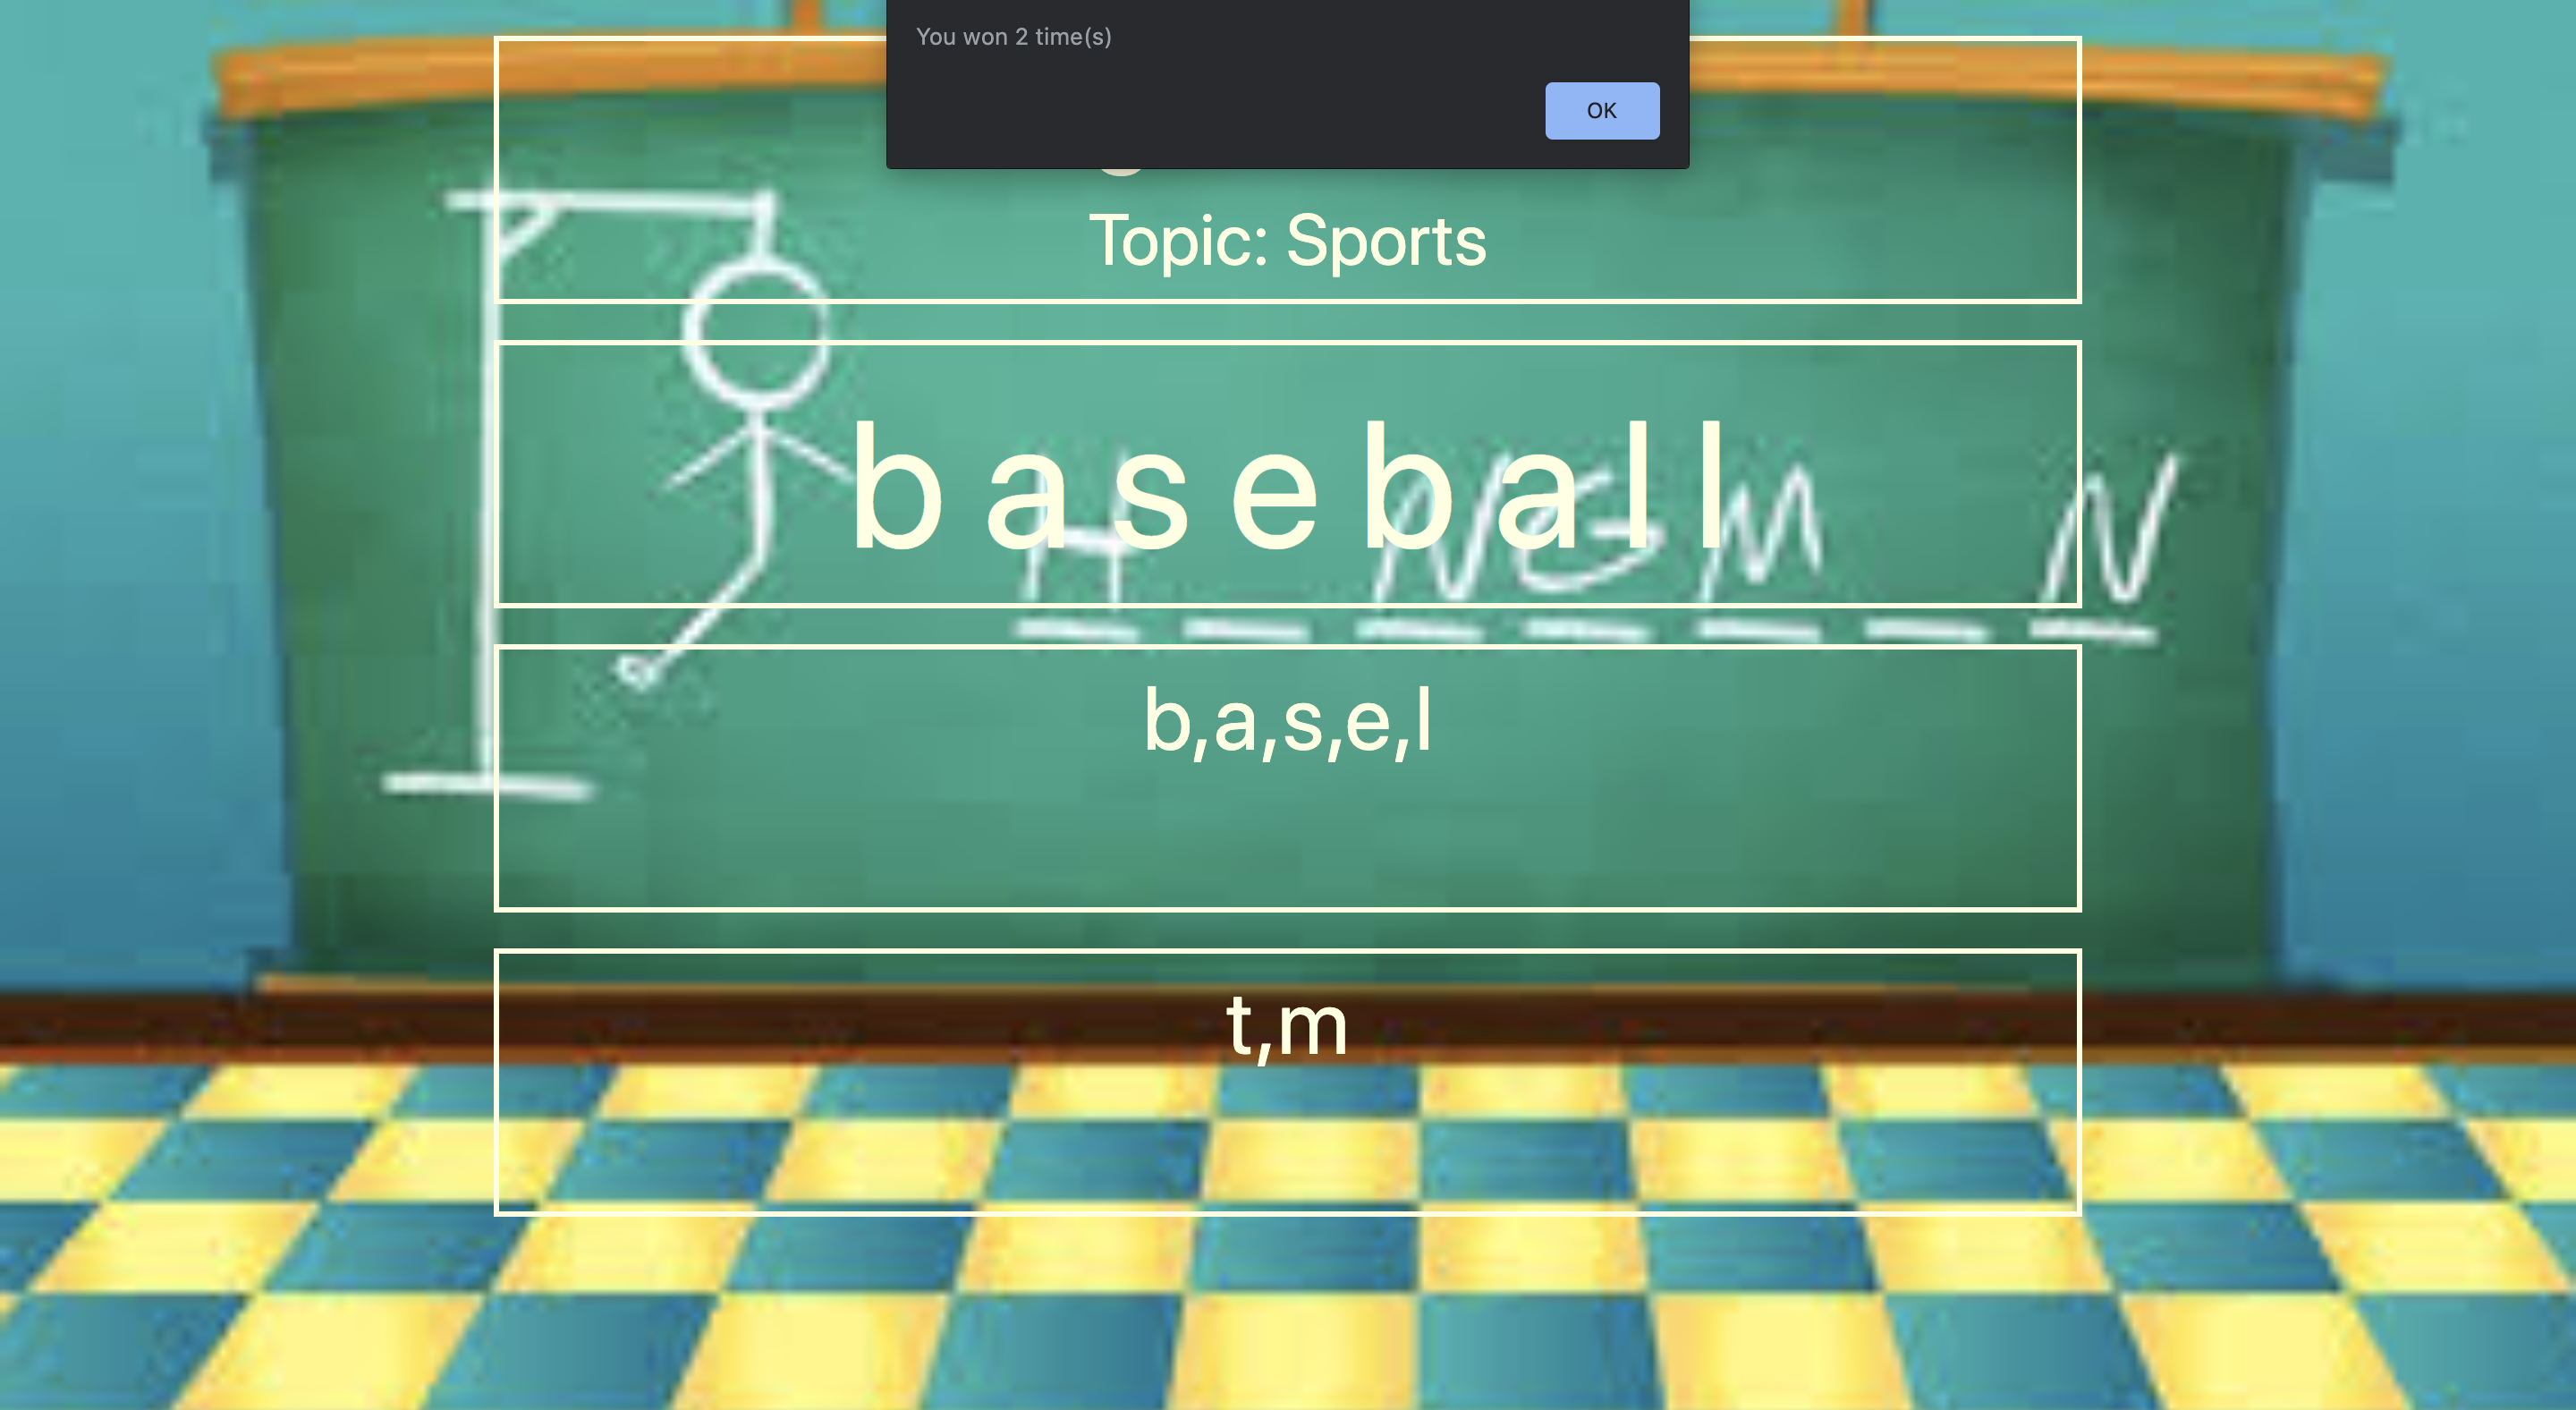 You won 2 time(s)
OK
Topic: Sports
b a s e b a l l
H _ N G M _ N
b,a,s,e,l
t,m